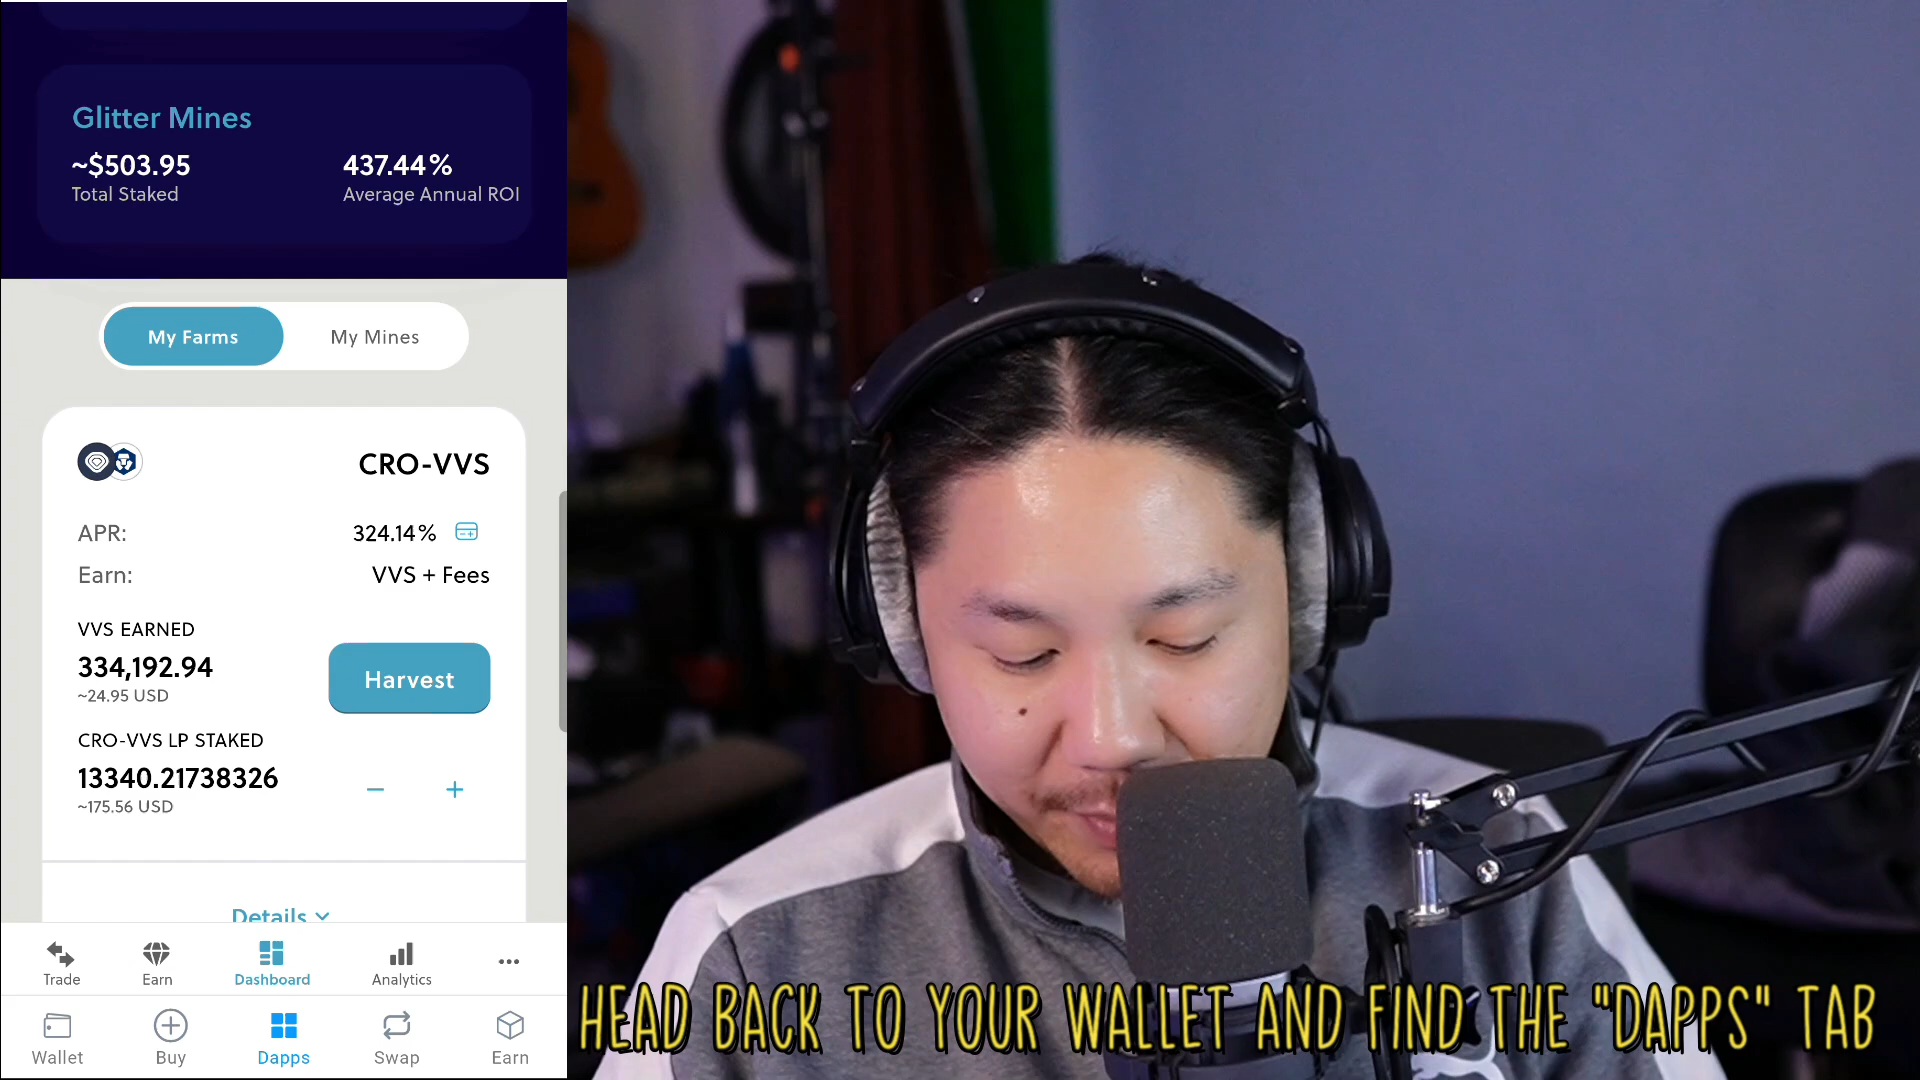 Glitter Mines
~$503.95
437.44%
Total Staked
Average Annual ROI
My Farms
My Mines
CRO-VVS
APR:
324.14%
Earn:
VVS + Fees
VVS EARNED
334,192.94
~24.95 USD
Harvest
CRO-VVS LP STAKED
13340.21738326
~175.56 USD
Details
Trade
Earn
Dashboard
Analytics
Wallet
Buy
Dapps
Swap
Earn
HEAD BACK TO YOUR WALLET AND FIND THE "DAPPS" TAB